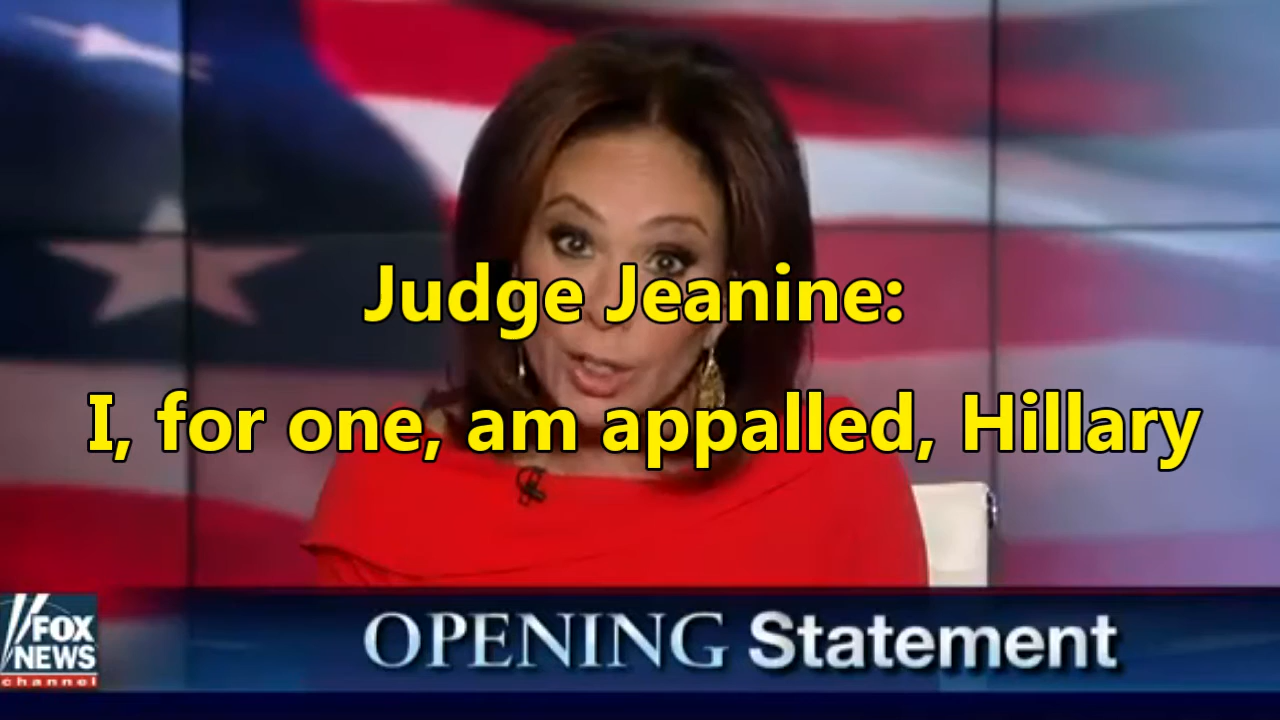 Judge Jeanine:
I, for one, am appalled, Hillary
OPENING Statement
FOX
NEWS
channel